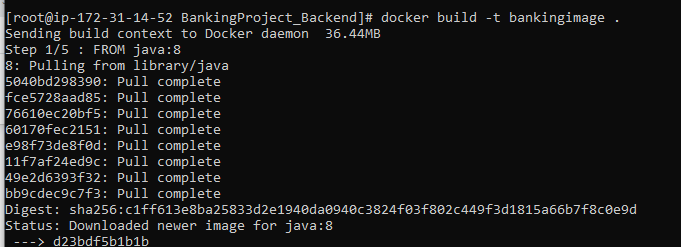 [root@ip-172-31-14-52 BankingProject_Backend]# docker build -t bankingimage .
Sending build context to Docker daemon  36.44MB
Step 1/5 : FROM java:8
8: Pulling from library/java
5040bd298390: Pull complete
fce5728aad85: Pull complete
76610ec20bf5: Pull complete
60170fec2151: Pull complete
e98f73de8f0d: Pull complete
11f7af24ed9c: Pull complete
49e2d6393f32: Pull complete
bb9cdec9c7f3: Pull complete
Digest: sha256:c1ff613e8ba25833d2e1940da0940c3824f03f802c449f3d1815a66b7f8c0e9d
Status: Downloaded newer image for java:8
 ---> d23bdf5b1b1b